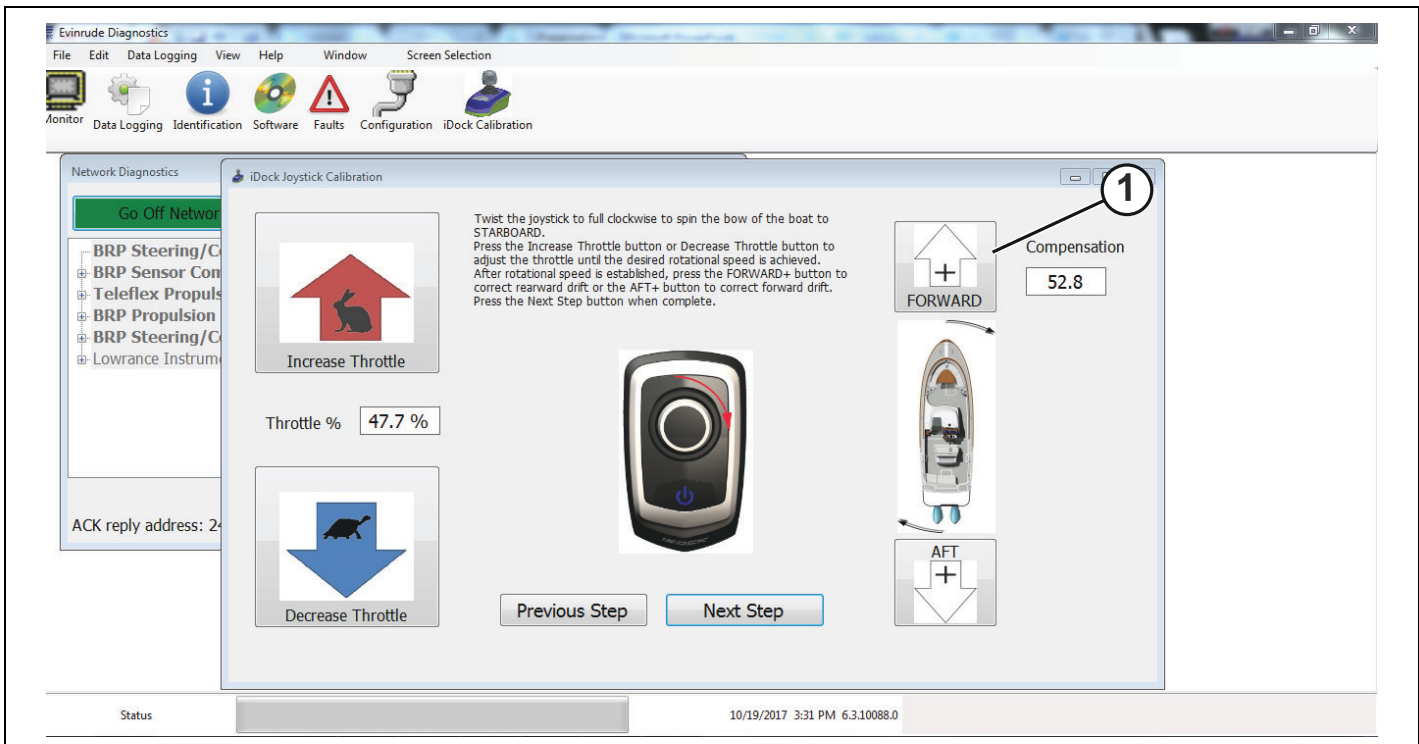 Evinrude Diagnostics
File Edit Data Logging View Help Window Screen Selection
Monitor Data Logging Identification Software Faults Configuration iDock Calibration
Network Diagnostics
iDock Joystick Calibration
1
Go Off Networ
BRP Steering/C
BRP Sensor Con
Teleflex Propuls
BRP Propulsion
BRP Steering/C
Lowrance Instrum
ACK reply address: 2
Increase Throttle
Throttle % 47.7 %
Decrease Throttle
Twist the joystick to full clockwise to spin the bow of the boat to
STARBOARD.
Press the Increase Throttle button or Decrease Throttle button to
adjust the throttle until the desired rotational speed is achieved.
After rotational speed is established, press the FORWARD+ button to
correct rearward drift or the AFT+ button to correct forward drift.
Press the Next Step button when complete.
IDOCK
Previous Step Next Step
+
FORWARD
Compensation
52.8
AFT
+
Status
10/19/2017 3:31 PM 6.3.10088.0